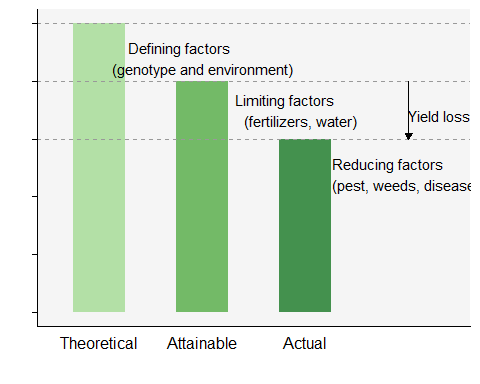 Defining factors
(genotype and environment)
Limiting factors
(fertilizers, water)
Yield loss
Reducing factors
(pest, weeds, disease
Theoretical
Attainable
Actual